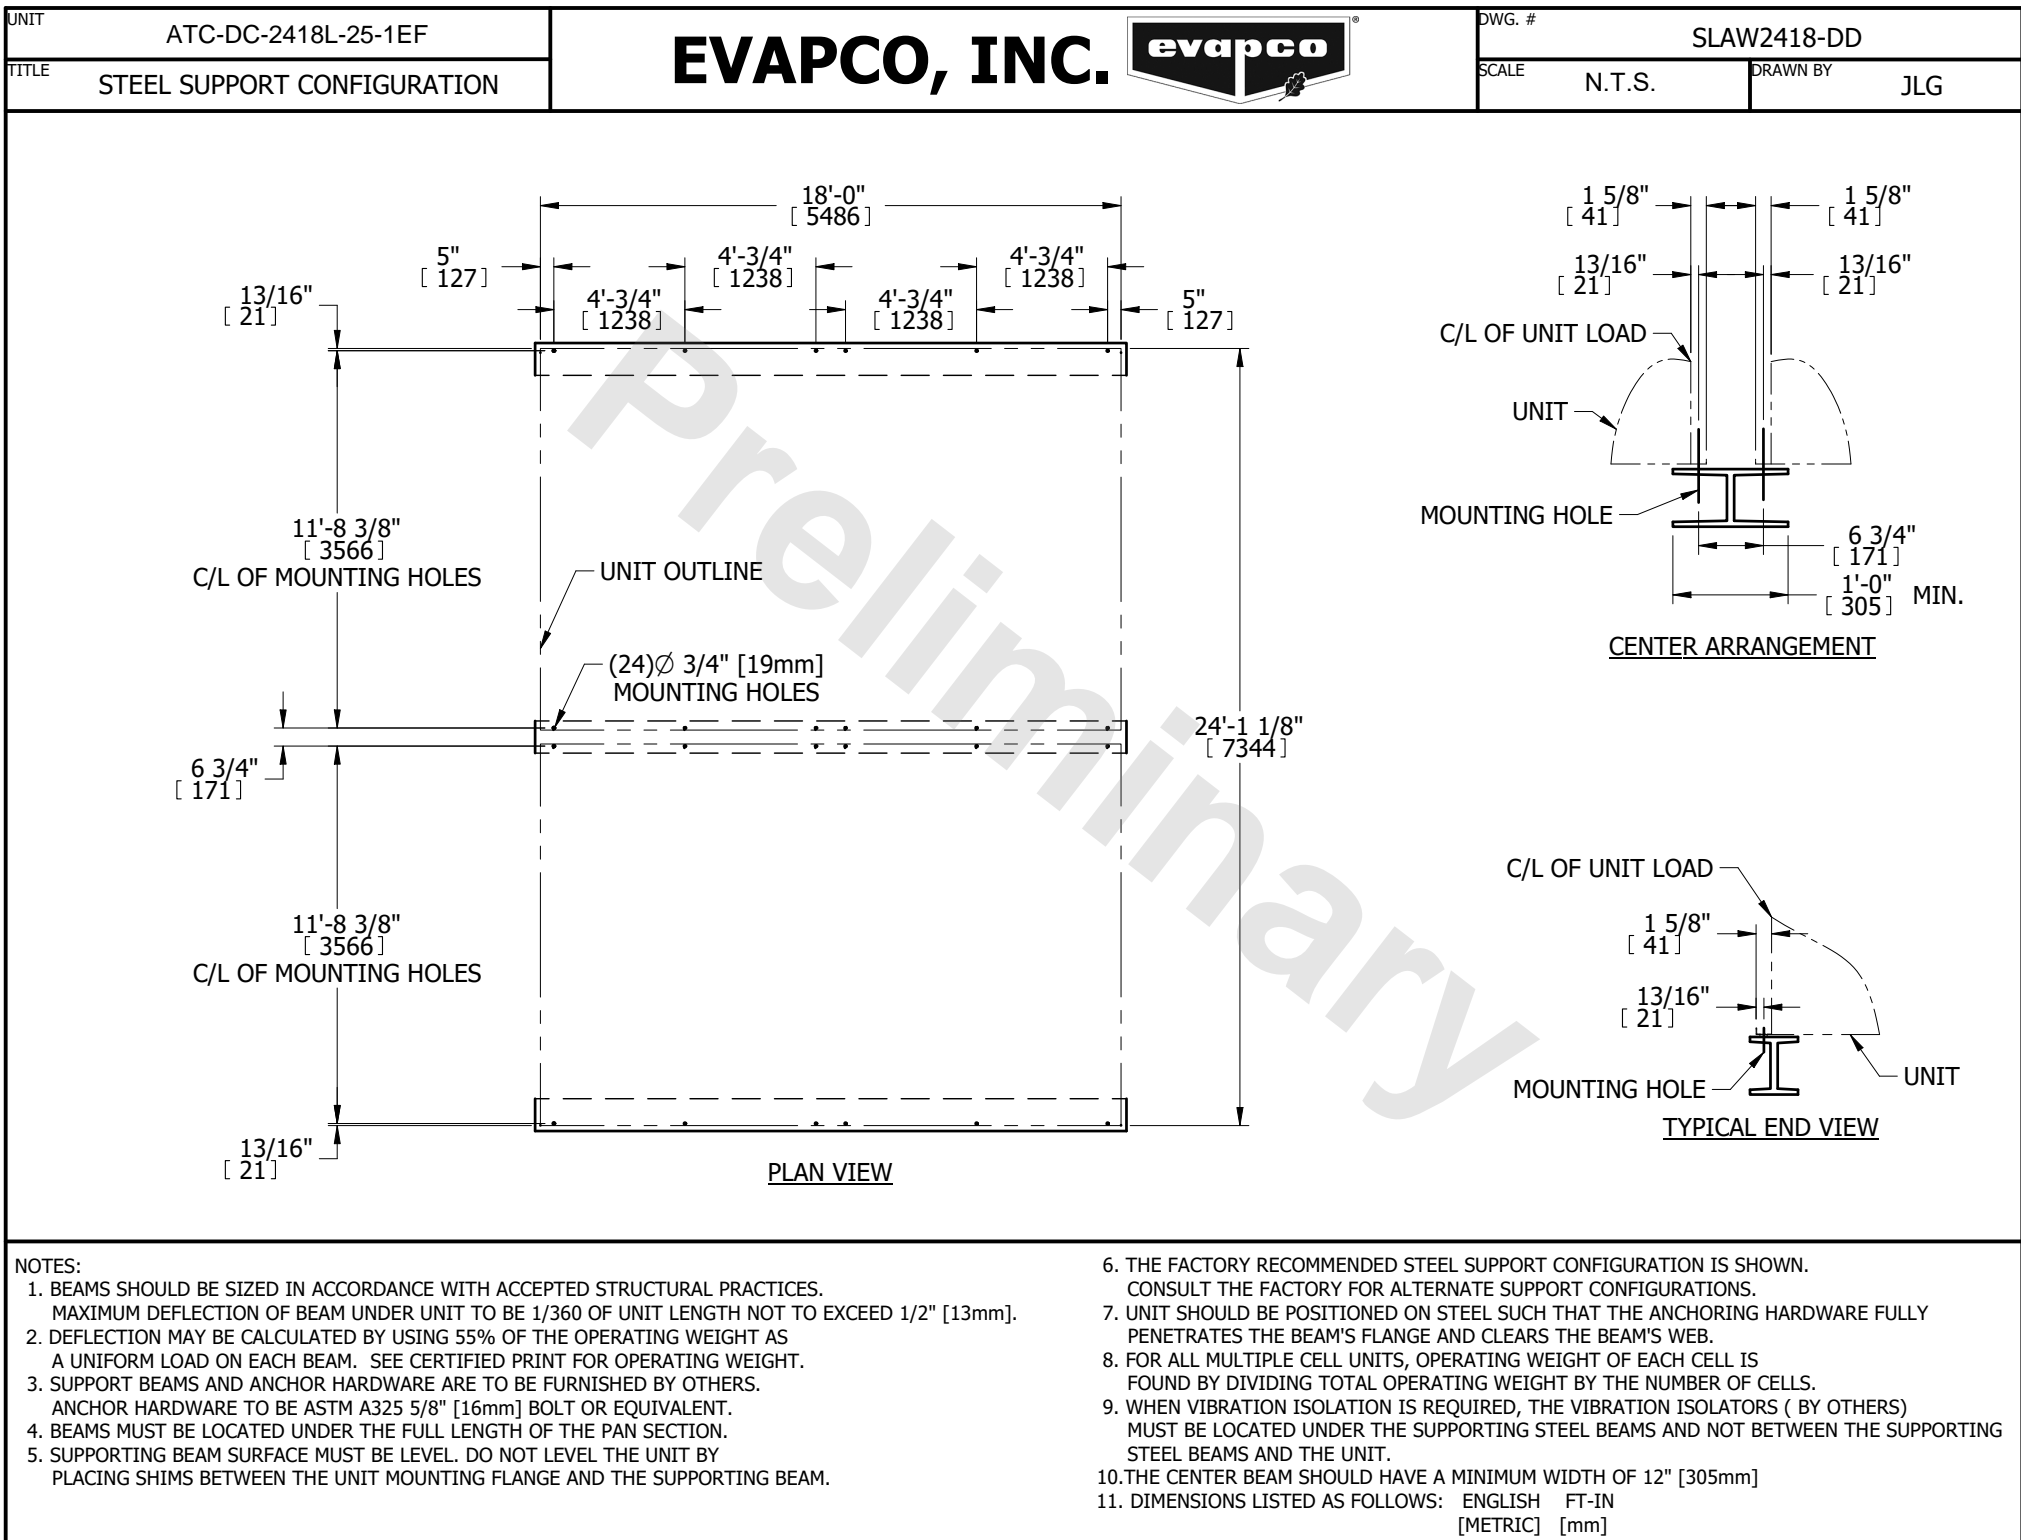 UNIT
ATC-DC-2418L-25-1EF
TITLE
STEEL SUPPORT CONFIGURATION
EVAPCO, INC.
evapco
®
DWG. #
SLAW2418-DD
SCALE
N.T.S.
DRAWN BY
JLG
18'-0"
[ 5486 ]
5"
[ 127 ]
4'-3/4"
[ 1238 ]
4'-3/4"
[ 1238 ]
13/16"
[ 21 ]
4'-3/4"
[ 1238 ]
4'-3/4"
[ 1238 ]
5"
[ 127 ]
11'-8 3/8"
[ 3566 ]
C/L OF MOUNTING HOLES
UNIT OUTLINE
(24)Ø 3/4" [19mm]
MOUNTING HOLES
24'-1 1/8"
[ 7344 ]
6 3/4"
[ 171 ]
11'-8 3/8"
[ 3566 ]
C/L OF MOUNTING HOLES
13/16"
[ 21 ]
PLAN VIEW
Preliminary
1 5/8"
[ 41 ]
1 5/8"
[ 41 ]
13/16"
[ 21 ]
13/16"
[ 21 ]
C/L OF UNIT LOAD
UNIT
MOUNTING HOLE
6 3/4"
[ 171 ]
1'-0"
[ 305 ]
MIN.
CENTER ARRANGEMENT
C/L OF UNIT LOAD
1 5/8"
[ 41 ]
13/16"
[ 21 ]
MOUNTING HOLE
UNIT
TYPICAL END VIEW
NOTES:
1. BEAMS SHOULD BE SIZED IN ACCORDANCE WITH ACCEPTED STRUCTURAL PRACTICES.
MAXIMUM DEFLECTION OF BEAM UNDER UNIT TO BE 1/360 OF UNIT LENGTH NOT TO EXCEED 1/2" [13mm].
2. DEFLECTION MAY BE CALCULATED BY USING 55% OF THE OPERATING WEIGHT AS
A UNIFORM LOAD ON EACH BEAM. SEE CERTIFIED PRINT FOR OPERATING WEIGHT.
3. SUPPORT BEAMS AND ANCHOR HARDWARE ARE TO BE FURNISHED BY OTHERS.
ANCHOR HARDWARE TO BE ASTM A325 5/8" [16mm] BOLT OR EQUIVALENT.
4. BEAMS MUST BE LOCATED UNDER THE FULL LENGTH OF THE PAN SECTION.
5. SUPPORTING BEAM SURFACE MUST BE LEVEL. DO NOT LEVEL THE UNIT BY
PLACING SHIMS BETWEEN THE UNIT MOUNTING FLANGE AND THE SUPPORTING BEAM.
6. THE FACTORY RECOMMENDED STEEL SUPPORT CONFIGURATION IS SHOWN.
CONSULT THE FACTORY FOR ALTERNATE SUPPORT CONFIGURATIONS.
7. UNIT SHOULD BE POSITIONED ON STEEL SUCH THAT THE ANCHORING HARDWARE FULLY
PENETRATES THE BEAM'S FLANGE AND CLEARS THE BEAM'S WEB.
8. FOR ALL MULTIPLE CELL UNITS, OPERATING WEIGHT OF EACH CELL IS
FOUND BY DIVIDING TOTAL OPERATING WEIGHT BY THE NUMBER OF CELLS.
9. WHEN VIBRATION ISOLATION IS REQUIRED, THE VIBRATION ISOLATORS ( BY OTHERS)
MUST BE LOCATED UNDER THE SUPPORTING STEEL BEAMS AND NOT BETWEEN THE SUPPORTING
STEEL BEAMS AND THE UNIT.
10.THE CENTER BEAM SHOULD HAVE A MINIMUM WIDTH OF 12" [305mm]
11. DIMENSIONS LISTED AS FOLLOWS: ENGLISH FT-IN
[METRIC] [mm]